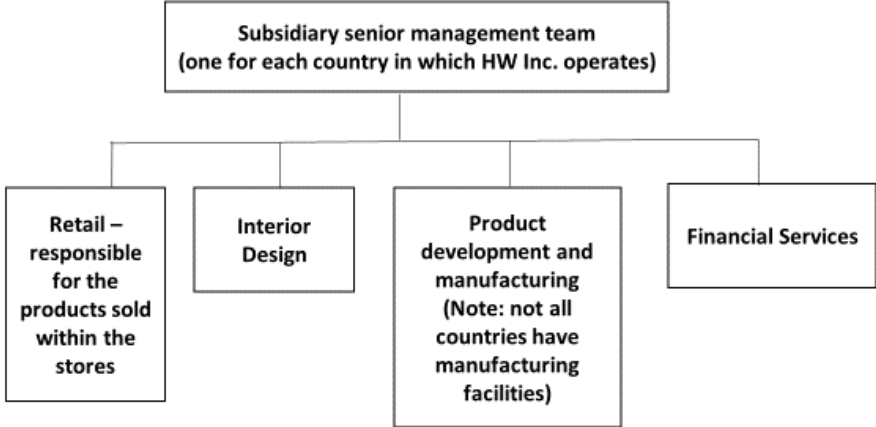 Subsidiary senior management team
(one for each country in which HW Inc. operates)
Retail –
responsible
for the
products sold
within the
stores
Interior
Design
Product
development and
manufacturing
(Note: not all
countries have
manufacturing
facilities)
Financial Services